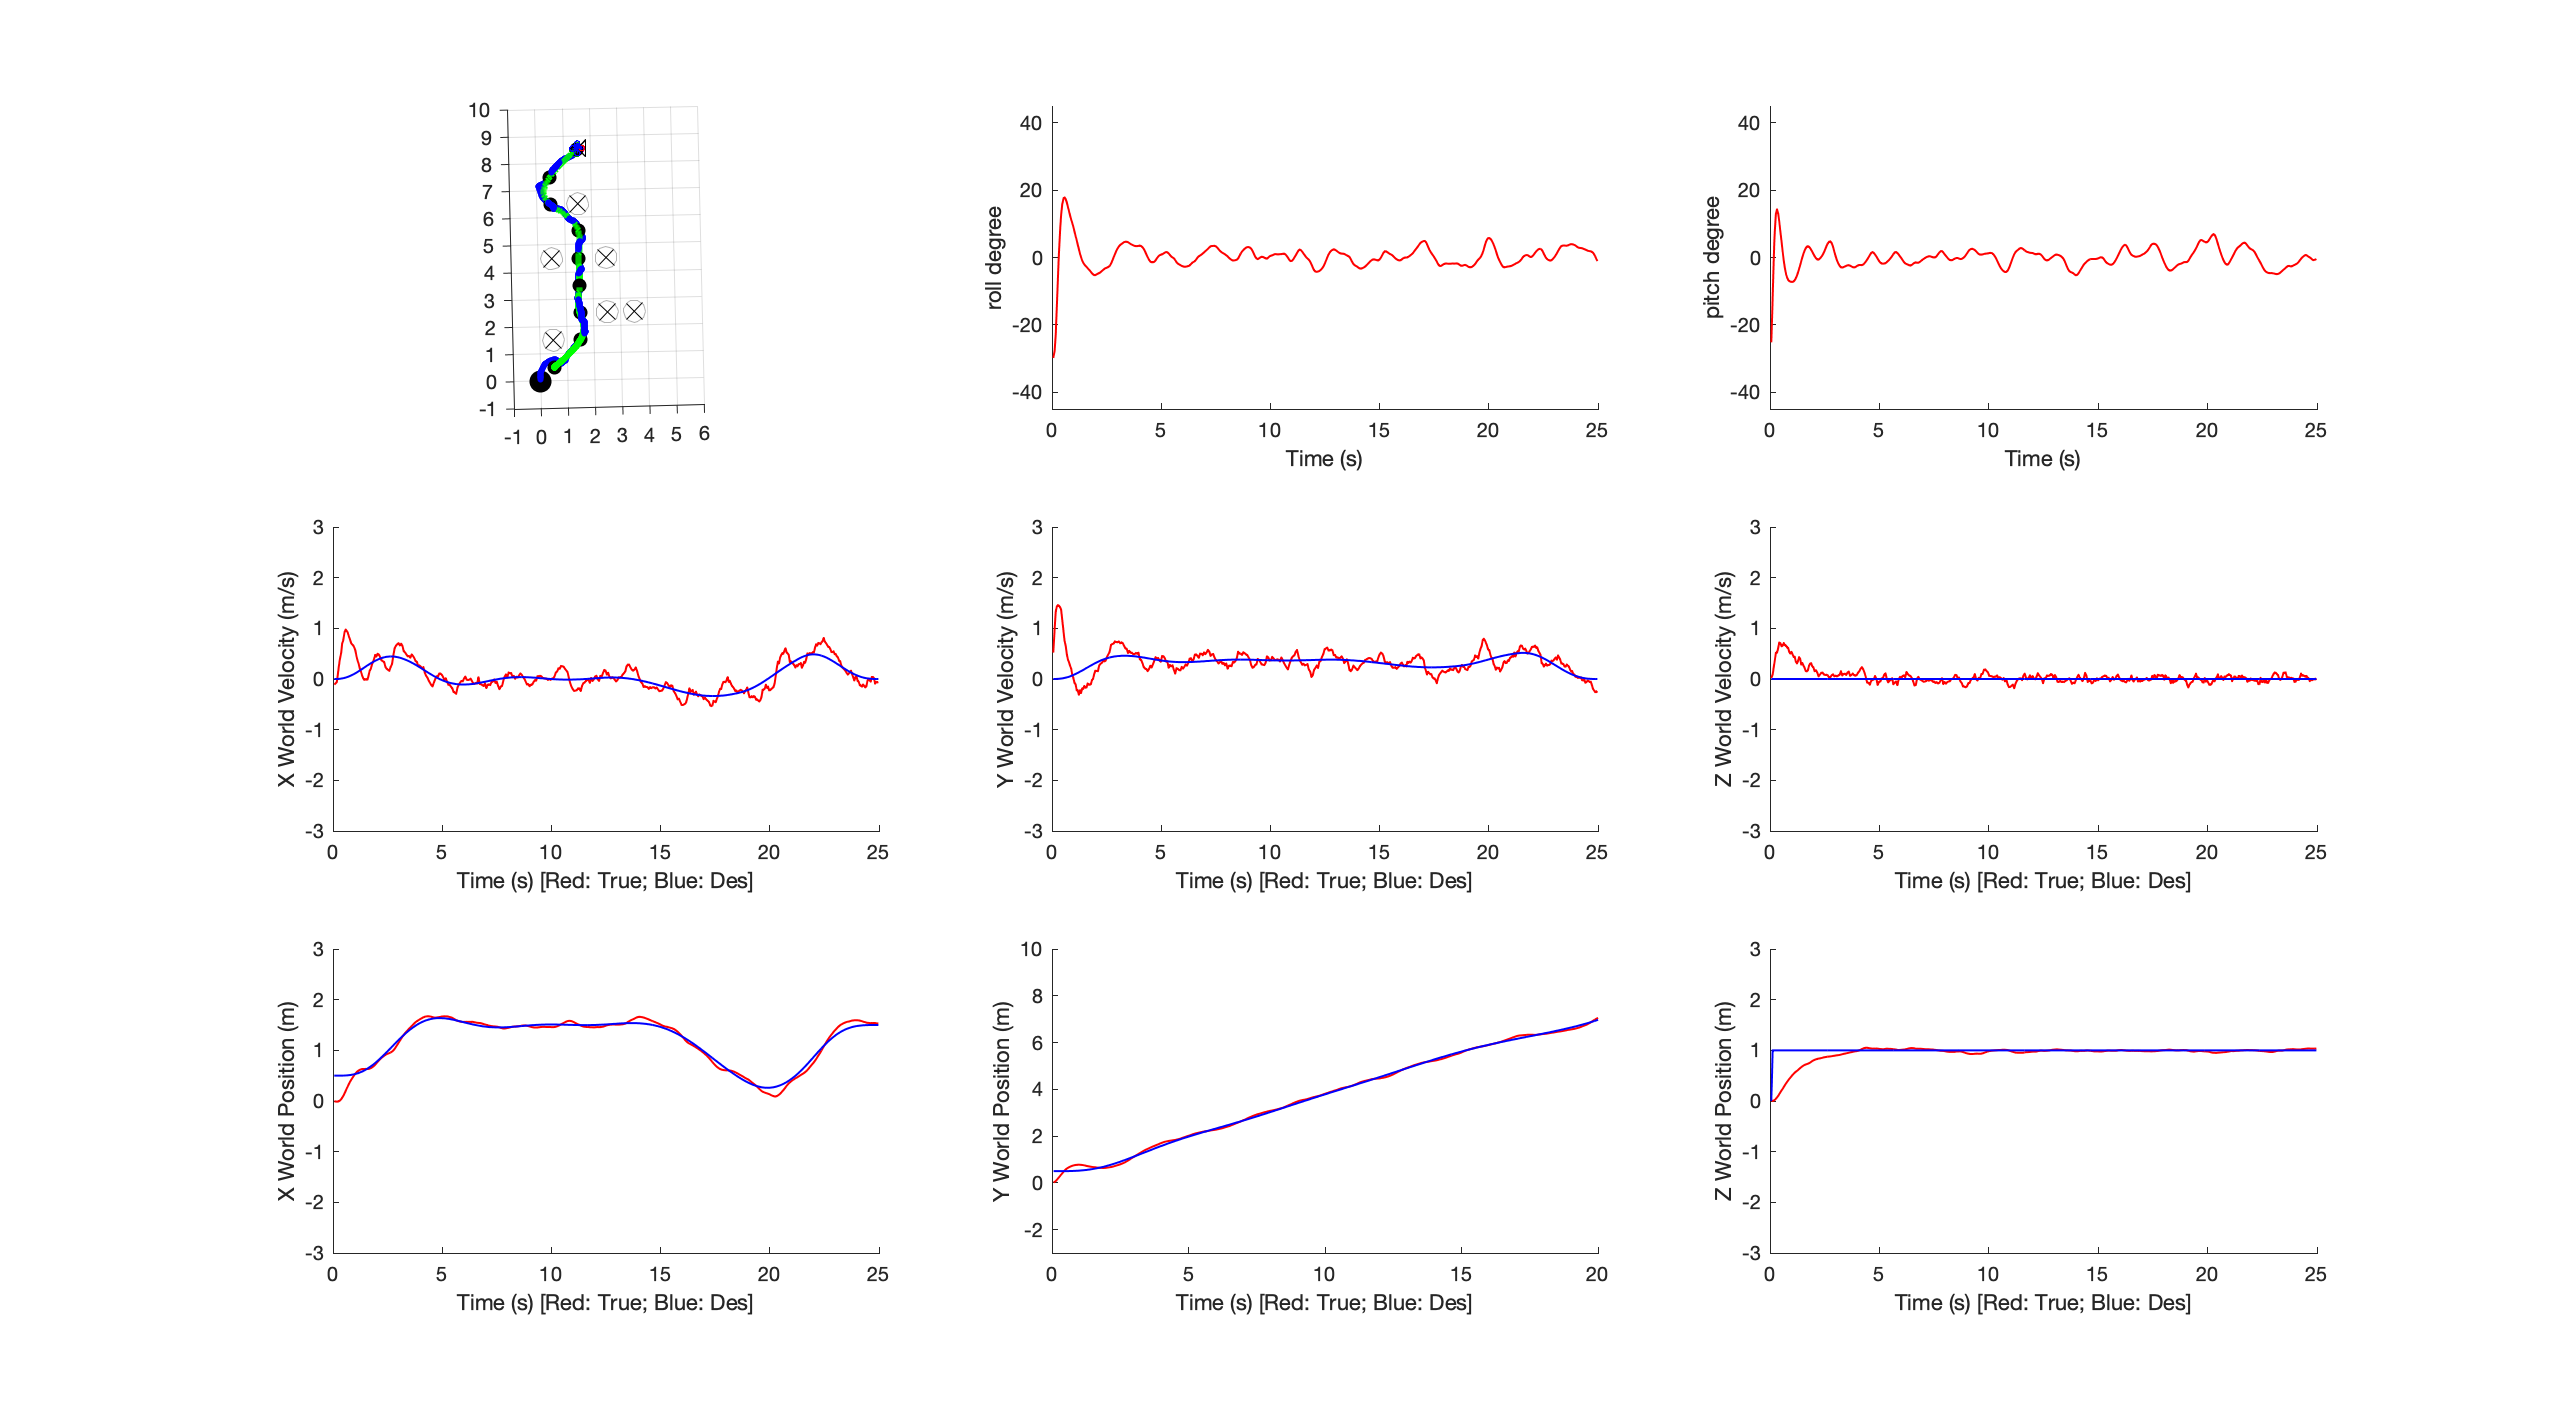 10
9
8
7
6
5
4
3
2
1
0
-1
-1 0 1 2 3 4 5 6
roll degree
40
20
0
-20
-40
0 5 10 15 20 25
Time (s)
pitch degree
40
20
0
-20
-40
0 5 10 15 20 25
Time (s)
X World Velocity (m/s)
3
2
1
0
-1
-2
-3
0 5 10 15 20 25
Time (s) [Red: True; Blue: Des]
Y World Velocity (m/s)
3
2
1
0
-1
-2
-3
0 5 10 15 20 25
Time (s) [Red: True; Blue: Des]
Z World Velocity (m/s)
3
2
1
0
-1
-2
-3
0 5 10 15 20 25
Time (s) [Red: True; Blue: Des]
X World Position (m)
3
2
1
0
-1
-2
-3
0 5 10 15 20 25
Time (s) [Red: True; Blue: Des]
Y World Position (m)
10
8
6
4
2
0
-2
0 5 10 15 20
Time (s) [Red: True; Blue: Des]
Z World Position (m)
3
2
1
0
-1
-2
-3
0 5 10 15 20 25
Time (s) [Red: True; Blue: Des]